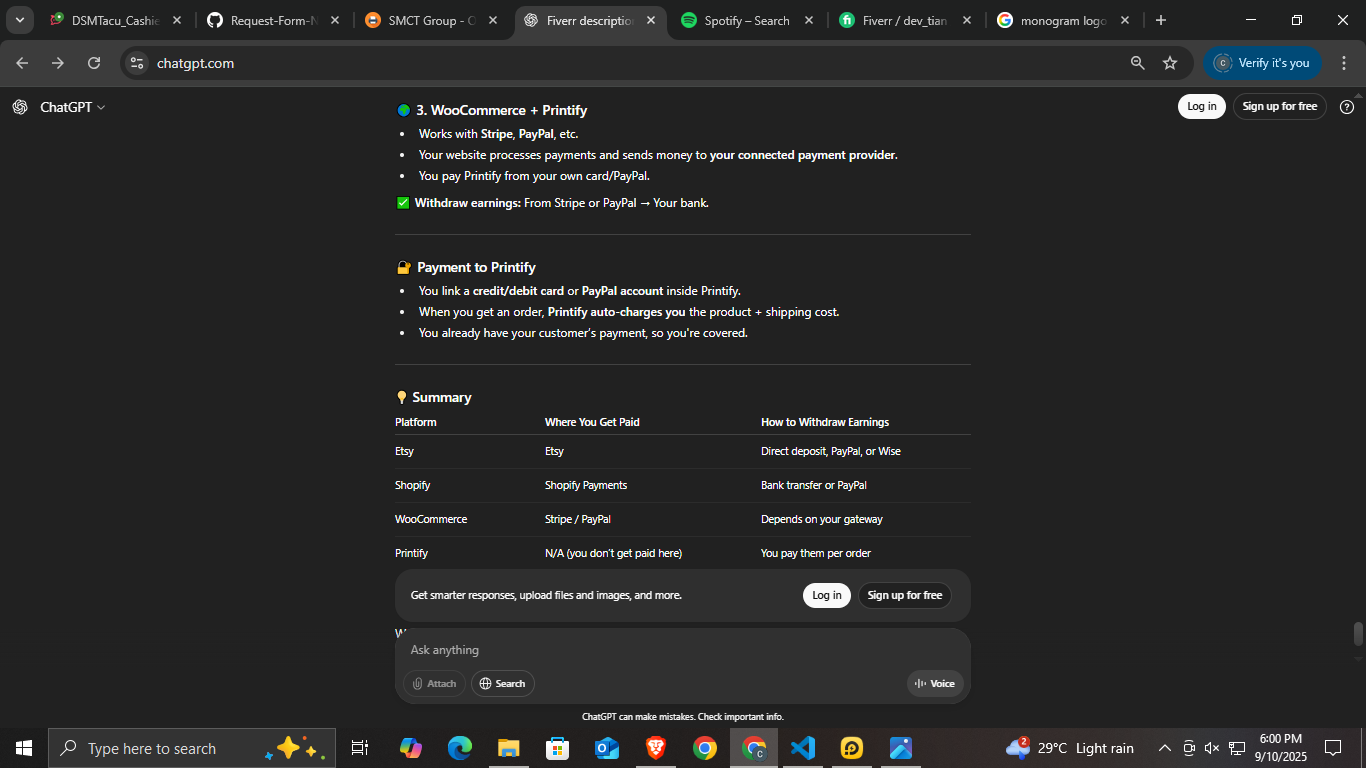 DSMTacu_Cashie
Request-Form-N
SMCT Group - O
Fiverr description
Spotify – Search
Fiverr / dev_tian
monogram logo
chatgpt.com
Verify it's you
ChatGPT
Log in
Sign up for free
3. WooCommerce + Printify
Works with Stripe, PayPal, etc.
Your website processes payments and sends money to your connected payment provider.
You pay Printify from your own card/PayPal.
Withdraw earnings: From Stripe or PayPal → Your bank.
Payment to Printify
You link a credit/debit card or PayPal account inside Printify.
When you get an order, Printify auto-charges you the product + shipping cost.
You already have your customer's payment, so you're covered.
Summary
Platform Where You Get Paid How to Withdraw Earnings
Etsy Etsy Direct deposit, PayPal, or Wise
Shopify Shopify Payments Bank transfer or PayPal
WooCommerce Stripe / PayPal Depends on your gateway
Printify N/A (you don't get paid here) You pay them per order
Get smarter responses, upload files and images, and more.
Log in
Sign up for free
Ask anything
Attach
Search
Voice
ChatGPT can make mistakes. Check important info.
Type here to search
2
29°C Light rain
6:00 PM
9/10/2025